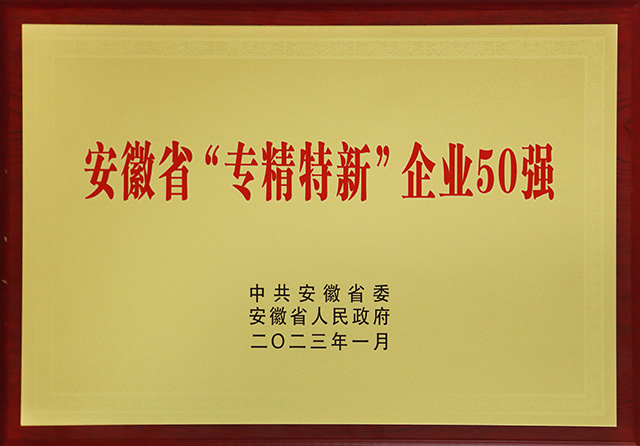 安徽省“专精特新”企业50强
中共安徽省委
安徽省人民政府
二〇二三年一月